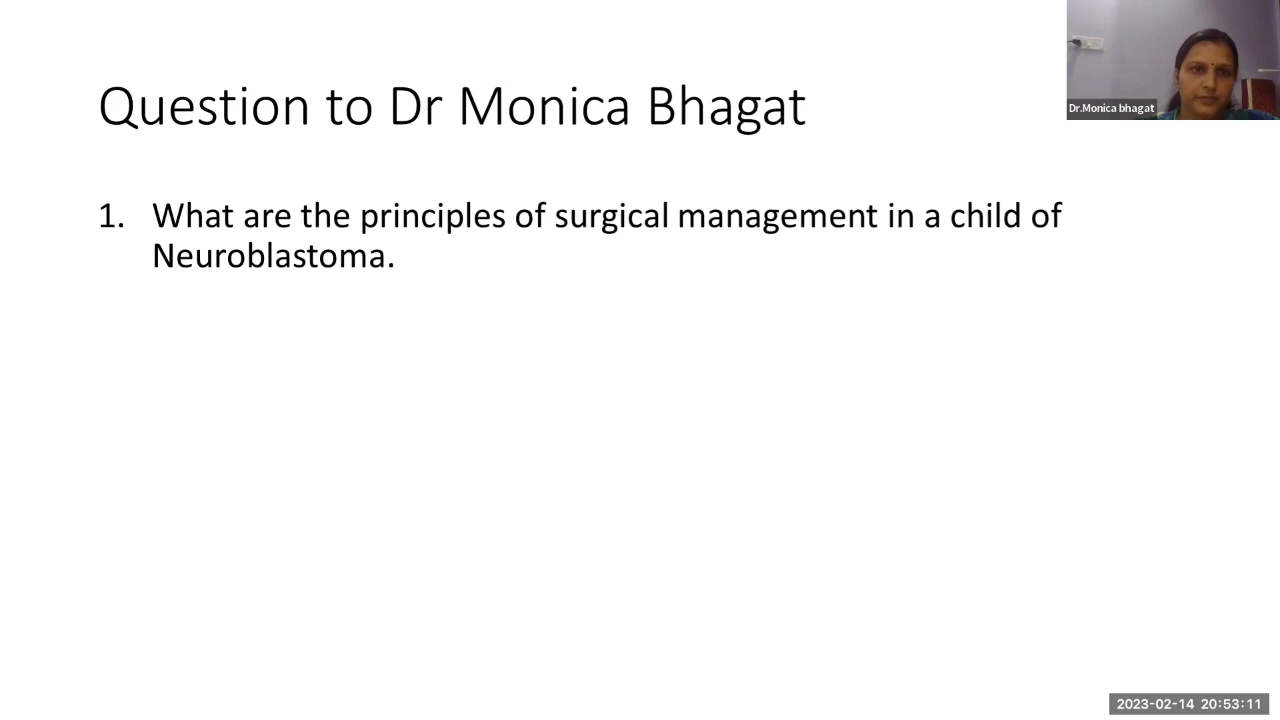 Question to Dr Monica Bhagat
Dr.Monica bhagat
1. What are the principles of surgical management in a child of
Neuroblastoma.
2023-02-14 20:53:11